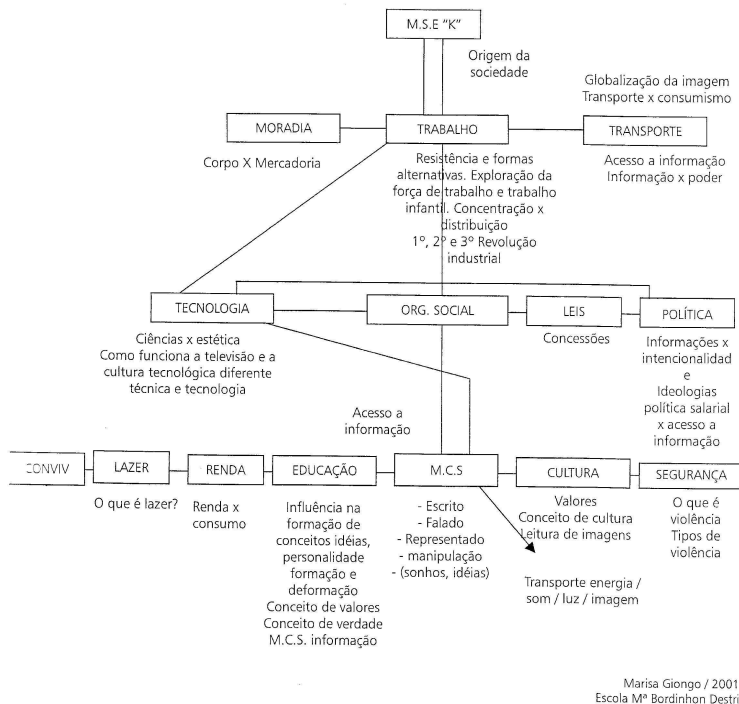 M.S.E "K"
Origem da
sociedade
Globalização da imagem
Transporte x consumismo
MORADIA
TRABALHO
TRANSPORTE
Corpo X Mercadoria
Resistência e formas
alternativas. Exploração da
força de trabalho e trabalho
infantil. Concentração x
distribuição
1º, 2º e 3º Revolução
industrial
Acesso a informação
Informação x poder
TECNOLOGIA
ORG. SOCIAL
LEIS
POLÍTICA
Ciências x estética
Como funciona a televisão e a
cultura tecnológica diferente
técnica e tecnologia
Concessões
Informações x
intencionalidad
e
Ideologias
política salarial
x acesso a
informação
Acesso a
informação
CONVIV
LAZER
RENDA
EDUCAÇÃO
M.C.S
CULTURA
SEGURANÇA
O que é lazer?
Renda x
consumo
Influência na
formação de
conceitos idéias,
personalidade
formação e
deformação
Conceito de valores
Conceito de verdade
M.C.S. informação
- Escrito
- Falado
- Representado
- manipulação
- (sonhos, idéias)
Valores
Conceito de cultura
Leitura de imagens
O que é
violência
Tipos de
violência
Transporte energia /
som / luz / imagem
Marisa Giongo / 2001
Escola Mª Bordinhon Destri